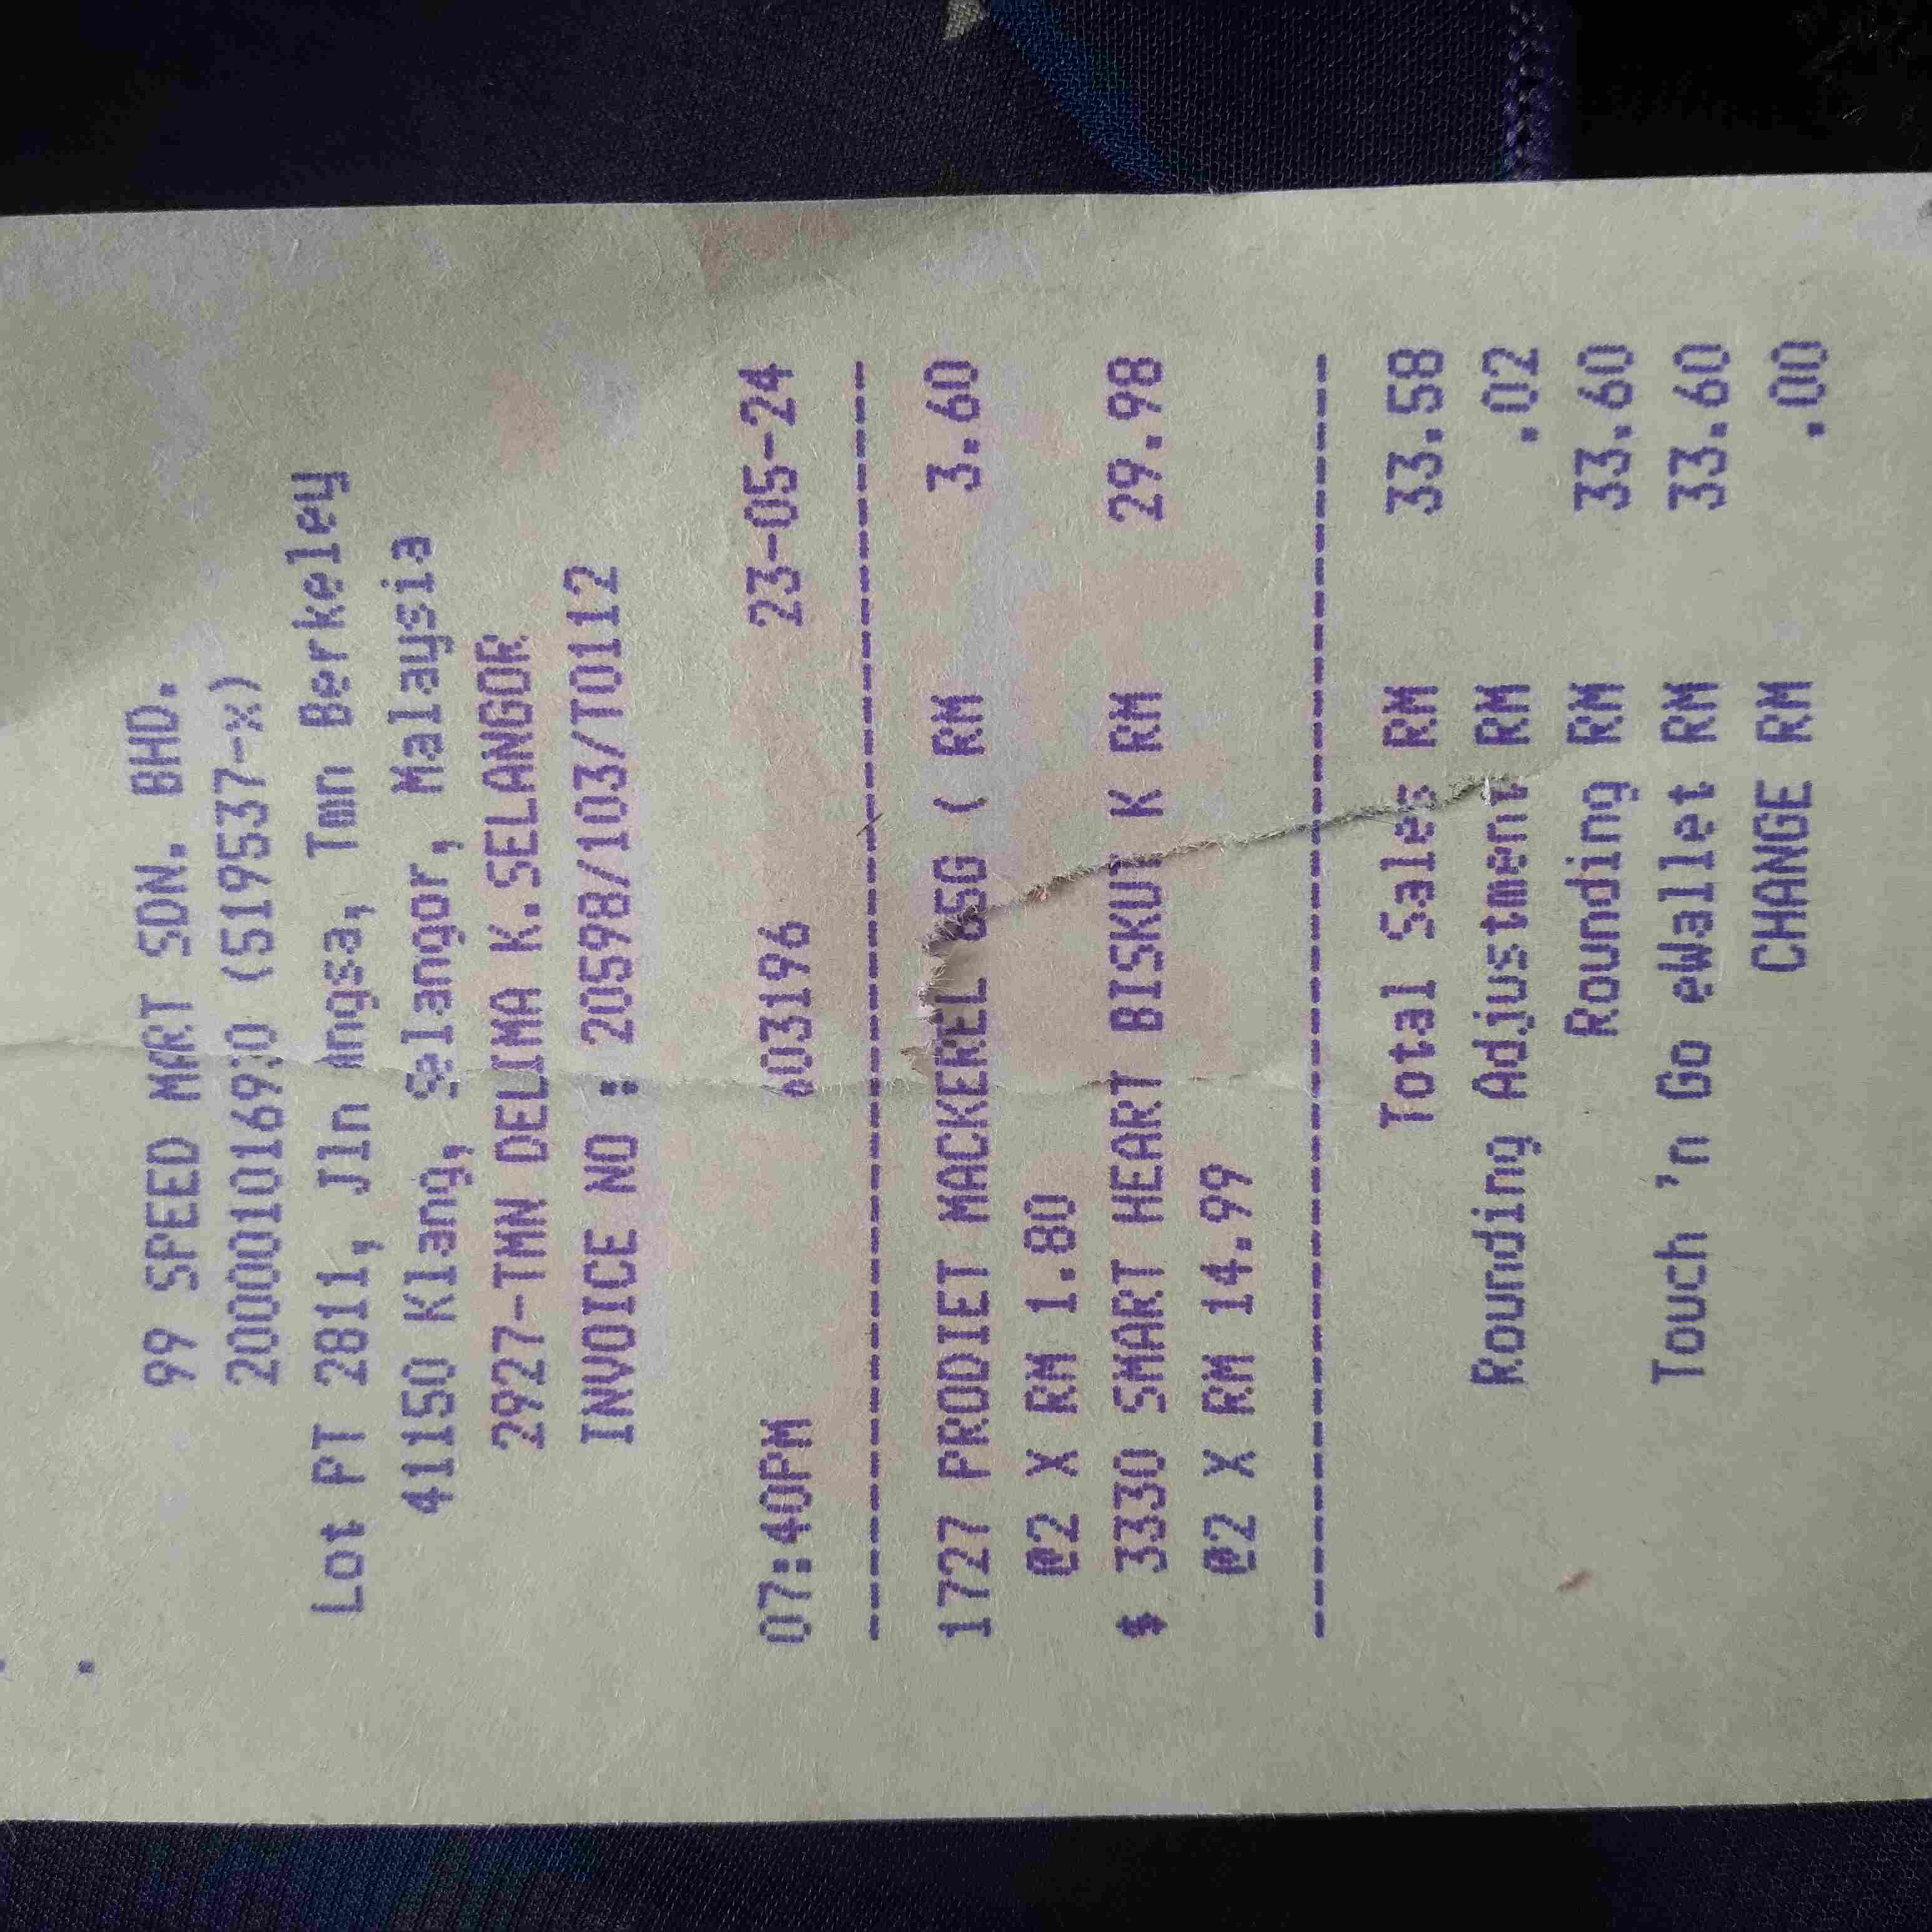 99 SPEED MART SDN. BHD.
(519537-X)
Lot PT 2811, Jln Angsa, Tmn Berkeley
41150 Klang, Selangor, Malaysia
2927-TMN DELIMA K.SELANGOR
INVOICE NO : 20598/103/T0112
07:40PM 603196 23-05-24
1727 PRODIET MACKEREL 85G ( RM 3.60
@2 X RM 1.80
$ 3330 SMART HEART BISKUT K RM 29.98
@2 X RM 14.99
Total Sales RM 33.58
Rounding Adjustment RM .02
Rounding RM 33.60
Touch 'n Go eWallet RM 33.60
CHANGE RM .00